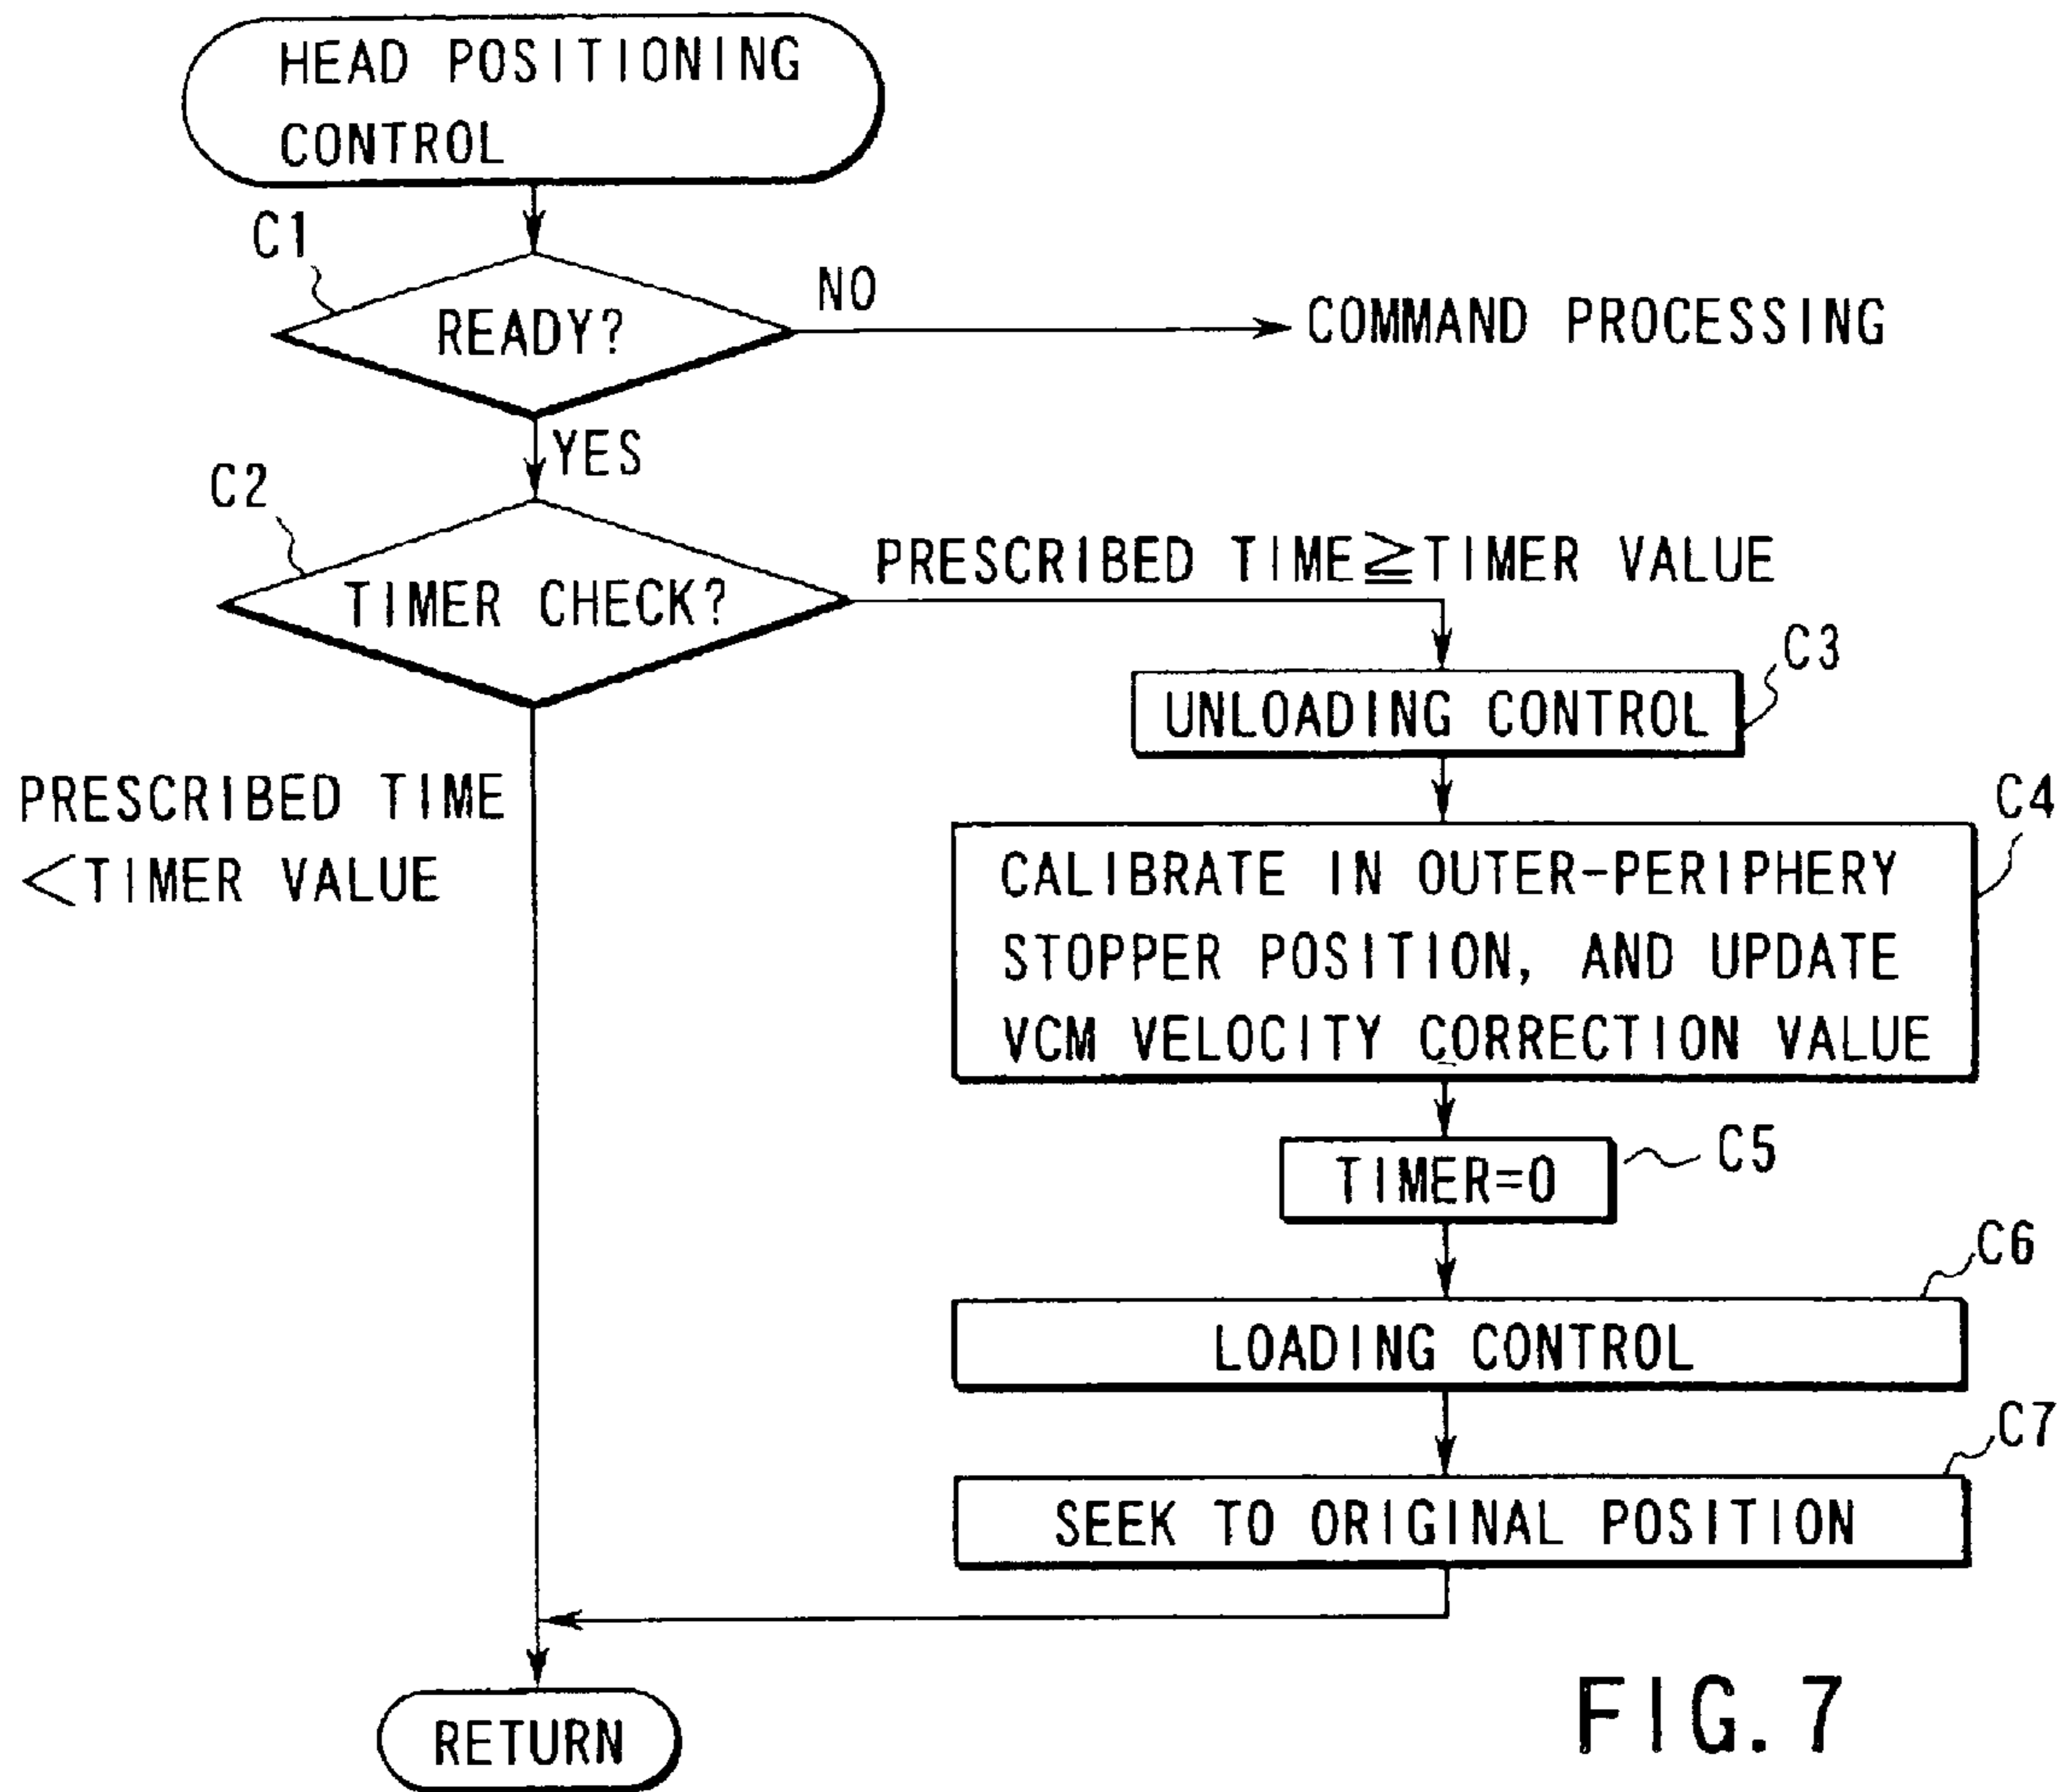 HEAD POSITIONING
CONTROL
C1
READY?
NO
COMMAND PROCESSING
YES
C2
TIMER CHECK?
PRESCRIBED TIME≧TIMER VALUE
C3
UNLOADING CONTROL
PRESCRIBED TIME
<TIMER VALUE
C4
CALIBRATE IN OUTER-PERIPHERY
STOPPER POSITION, AND UPDATE
VCM VELOCITY CORRECTION VALUE
C5
TIMER=0
C6
LOADING CONTROL
C7
SEEK TO ORIGINAL POSITION
RETURN
FIG. 7